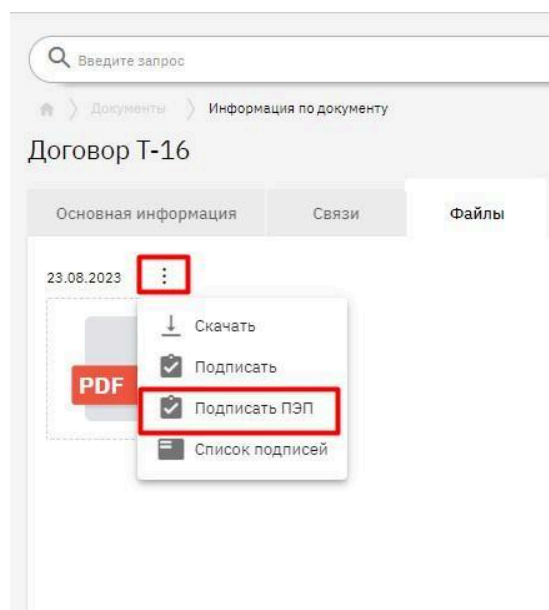 Введите запрос
Документы
Информация по документу
Договор Т-16
Основная информация
Связи
Файлы
23.08.2023
PDF
Скачать
Подписать
Подписать ПЭП
Список подписей